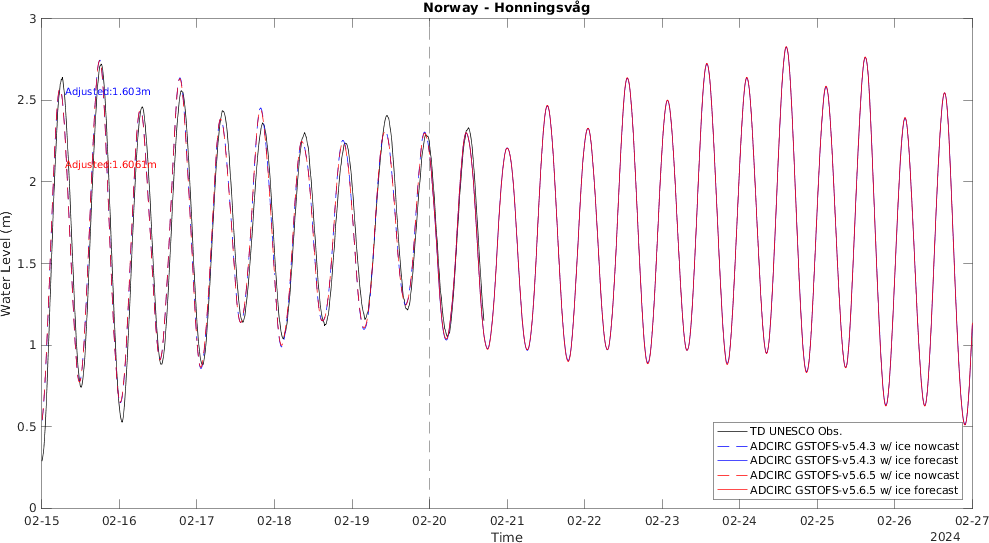 Norway - Honningsvåg
3
2.5
2
1.5
1
0.5
0
Water Level (m)
Adjusted:1.603m
Adjusted:1.6061m
TD UNESCO Obs.
ADCIRC GSTOFS-v5.4.3 w/ ice nowcast
ADCIRC GSTOFS-v5.4.3 w/ ice forecast
ADCIRC GSTOFS-v5.6.5 w/ ice nowcast
ADCIRC GSTOFS-v5.6.5 w/ ice forecast
02-15 02-16 02-17 02-18 02-19 02-20 02-21 02-22 02-23 02-24 02-25 02-26 02-27
Time
2024